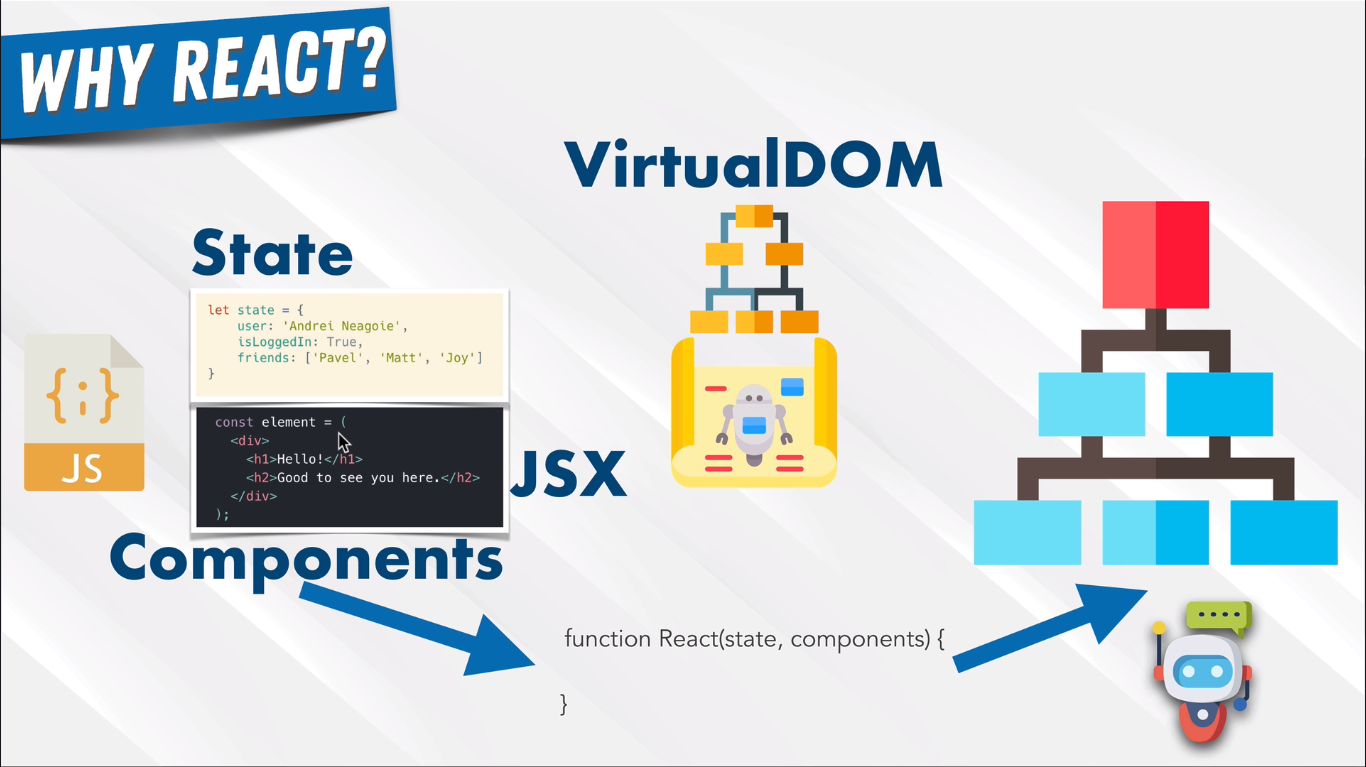 WHY REACT?
VirtualDOM
State
let state = {
    user: 'Andrei Neagoie',
    isLoggedIn: True,
    friends: ['Pavel', 'Matt', 'Joy']
}
{;}
JS
const element = (
  <div>
    <h1>Hello!</h1>
    <h2>Good to see you here.</h2>
  </div>
);
JSX
Components
function React(state, components) {
}